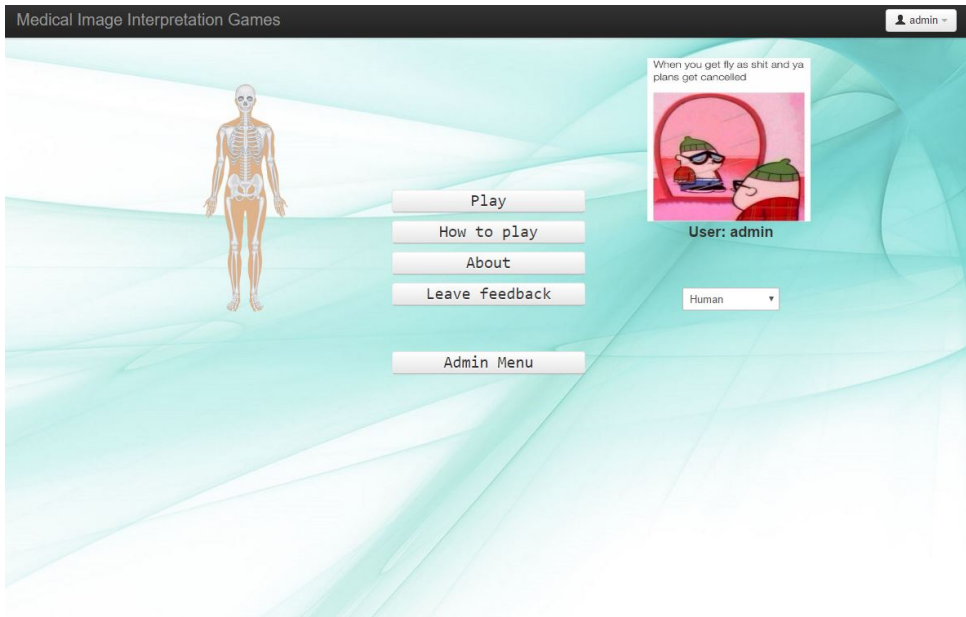 Medical Image Interpretation Games
admin
When you get fly as shit and ya
plans get cancelled
Play
How to play
User: admin
About
Leave feedback
Human
Admin Menu